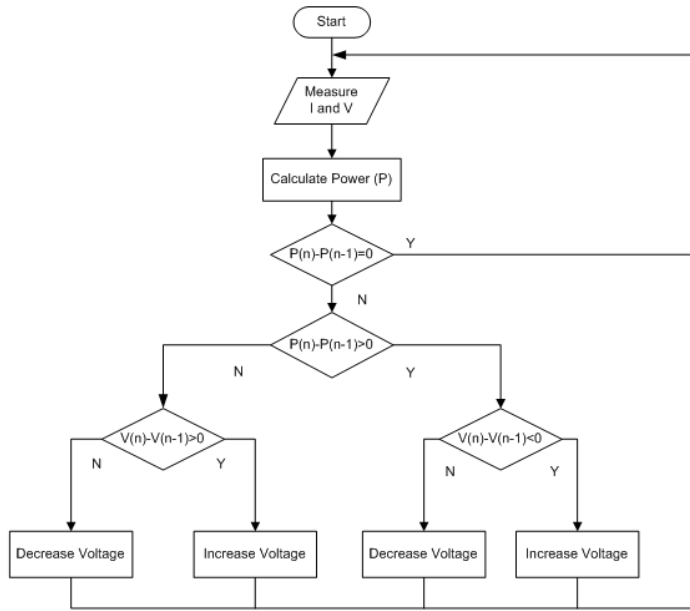 Start
Measure
I and V
Calculate Power (P)
P(n)-P(n-1)=0
Y
N
P(n)-P(n-1)>0
N
Y
V(n)-V(n-1)>0
V(n)-V(n-1)<0
N
Y
N
Y
Decrease Voltage
Increase Voltage
Decrease Voltage
Increase Voltage